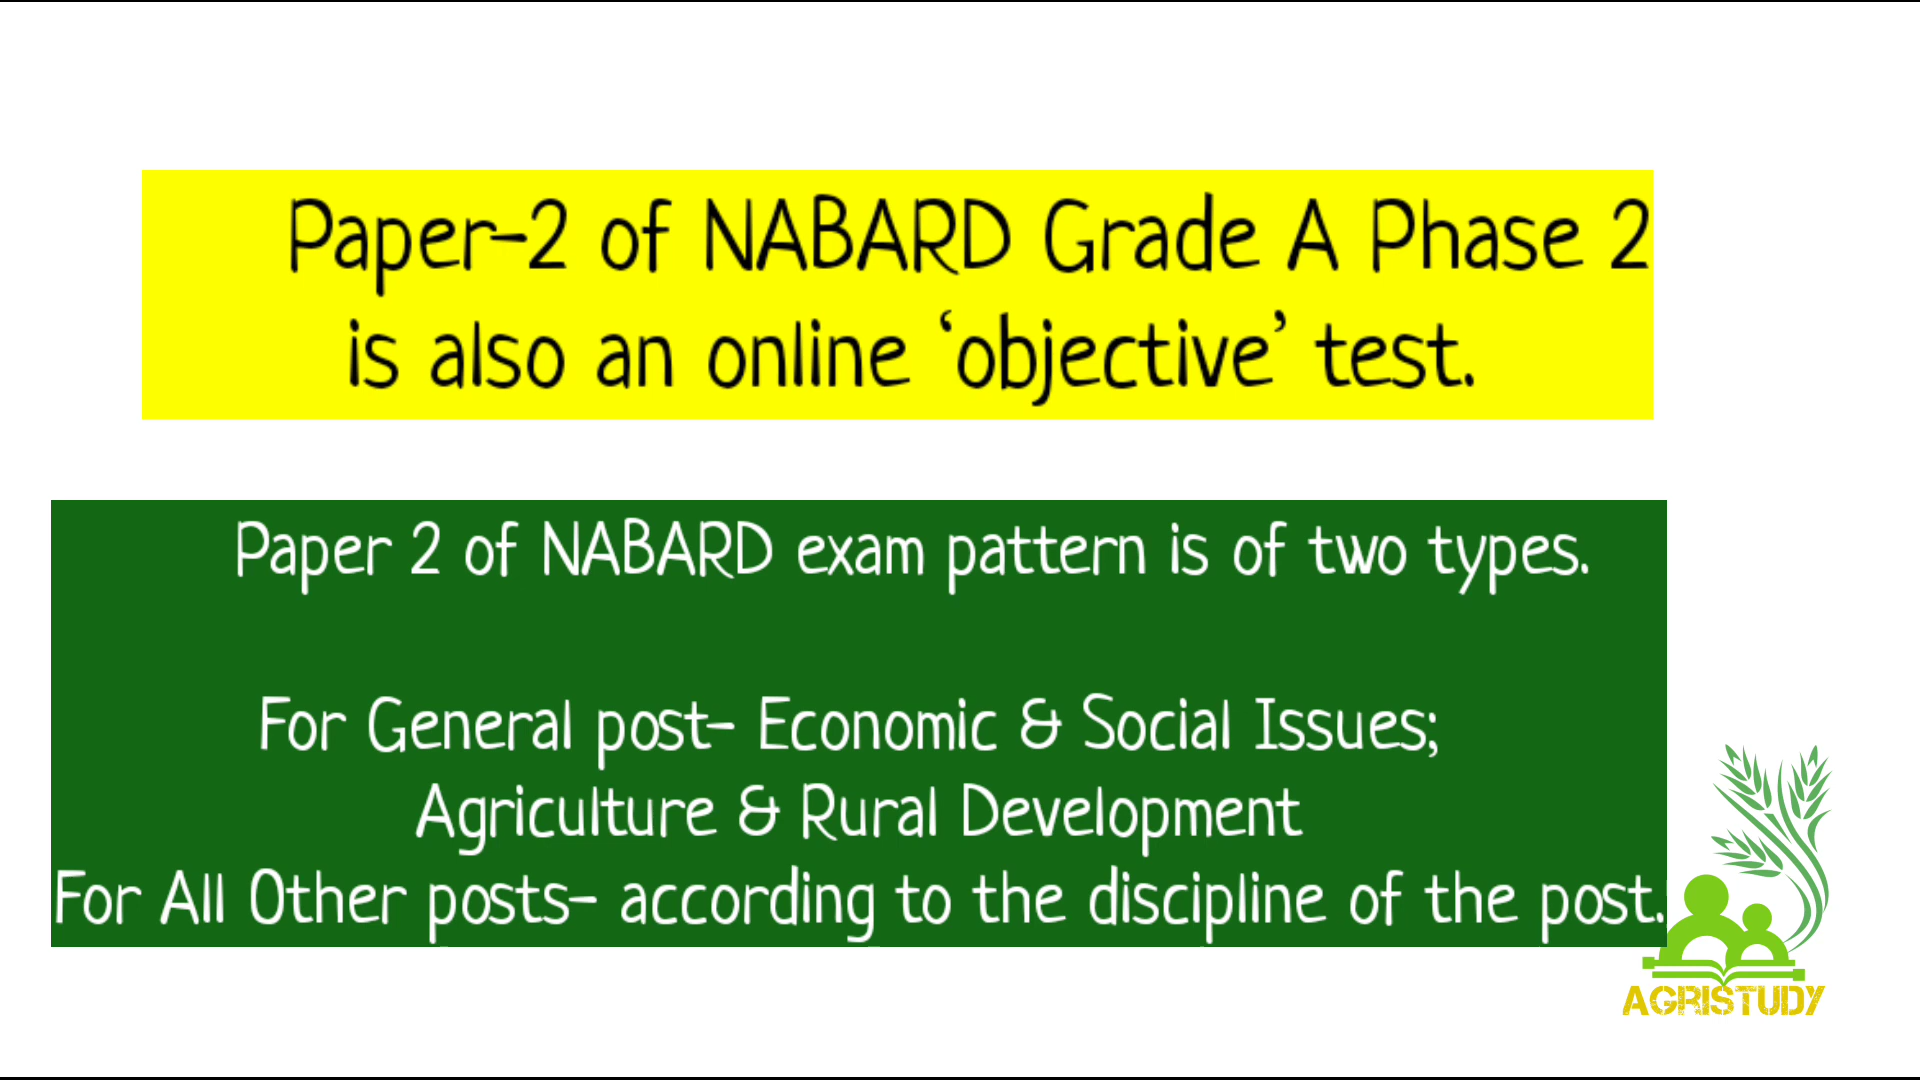 Paper-2 of NABARD Grade A Phase 2
is also an online ‘objective’ test.
Paper 2 of NABARD exam pattern is of two types.
For General post- Economic & Social Issues;
Agriculture & Rural Development
For All Other posts- according to the discipline of the post.
AGRISTUDY